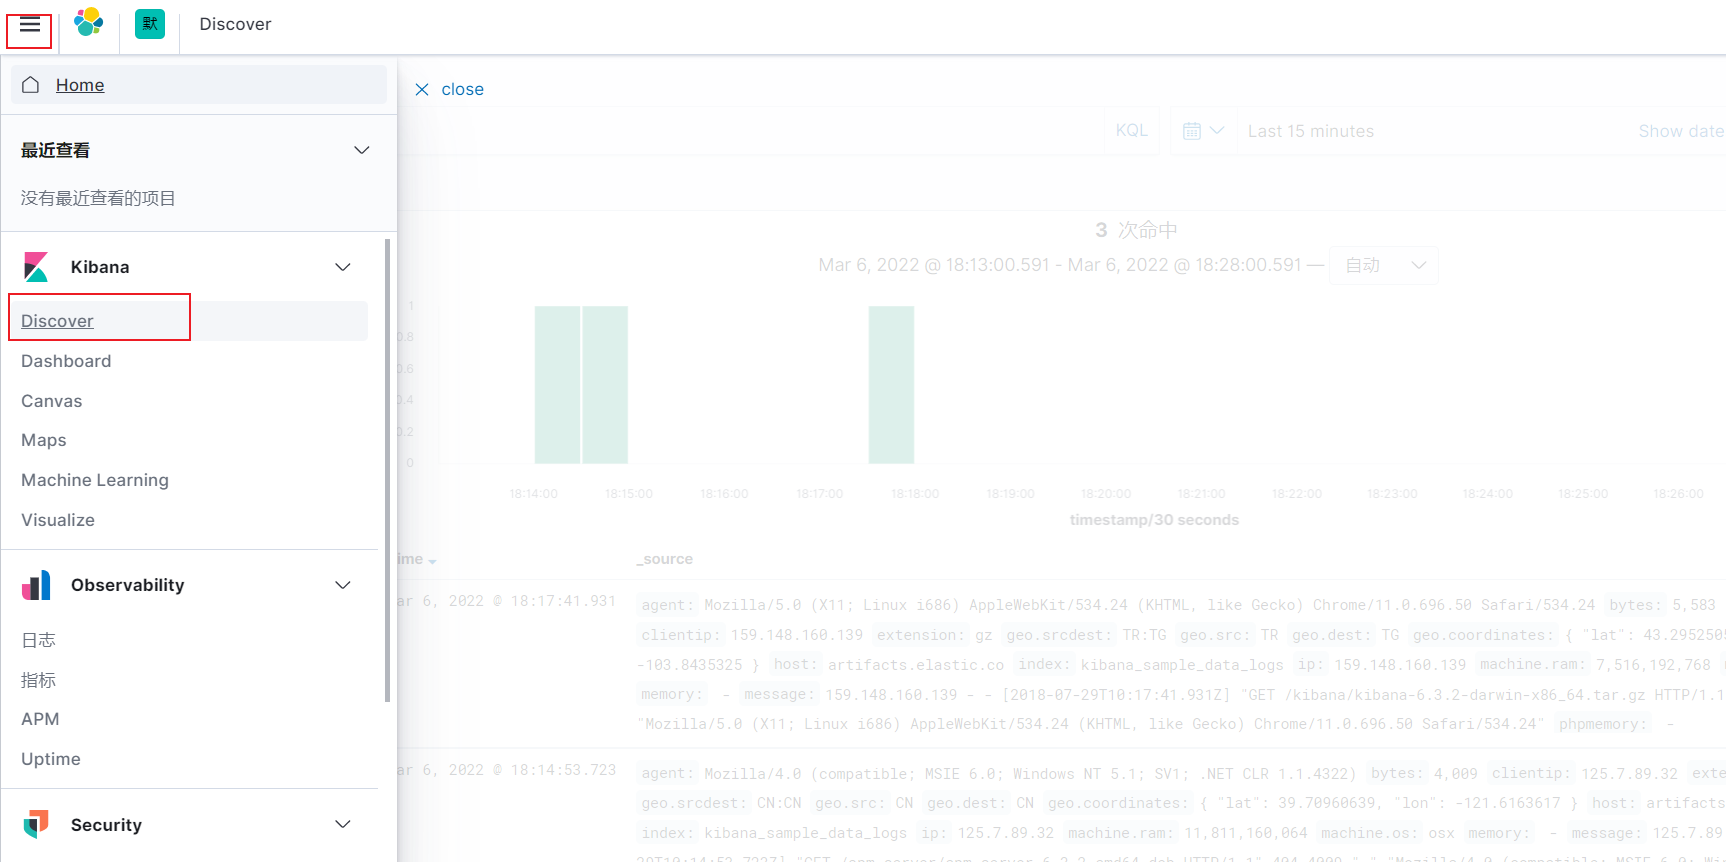 默 Discover
Home
close
最近查看
没有最近查看的项目
KQL Last 15 minutes Show date
3 次命中
Mar 6, 2022 @ 18:13:00.591 - Mar 6, 2022 @ 18:28:00.591 — 自动
Kibana
Discover
Dashboard
Canvas
Maps
Machine Learning
Visualize
Observability
日志
指标
APM
Uptime
Security
1
0.8
0.6
0.4
0.2
0
18:14:00 18:15:00 18:16:00 18:17:00 18:18:00 18:19:00 18:20:00 18:21:00 18:22:00 18:23:00 18:24:00 18:25:00 18:26:00
timestamp/30 seconds
ime _source
ar 6, 2022 @ 18:17:41.931
agent: Mozilla/5.0 (X11; Linux i686) AppleWebKit/534.24 (KHTML, like Gecko) Chrome/11.0.696.50 Safari/534.24 bytes: 5,583
clientip: 159.148.160.139 extension: gz geo.srcdest: TR:TG geo.src: TR geo.dest: TG geo.coordinates: { "lat": 43.2952505
-103.8435325 } host: artifacts.elastic.co index: kibana_sample_data_logs ip: 159.148.160.139 machine.ram: 7,516,192,768
memory: - message: 159.148.160.139 - - [2018-07-29T10:17:41.931Z] "GET /kibana/kibana-6.3.2-darwin-x86_64.tar.gz HTTP/1.1
"Mozilla/5.0 (X11; Linux i686) AppleWebKit/534.24 (KHTML, like Gecko) Chrome/11.0.696.50 Safari/534.24" phpmemory: -
ar 6, 2022 @ 18:14:53.723
agent: Mozilla/4.0 (compatible; MSIE 6.0; Windows NT 5.1; SV1; .NET CLR 1.1.4322) bytes: 4,009 clientip: 125.7.89.32 exte
geo.srcdest: CN:CN geo.src: CN geo.dest: CN geo.coordinates: { "lat": 39.70960639, "lon": -121.6163617 } host: artifacts
index: kibana_sample_data_logs ip: 125.7.89.32 machine.ram: 11,811,160,064 machine.os: osx memory: - message: 125.7.89